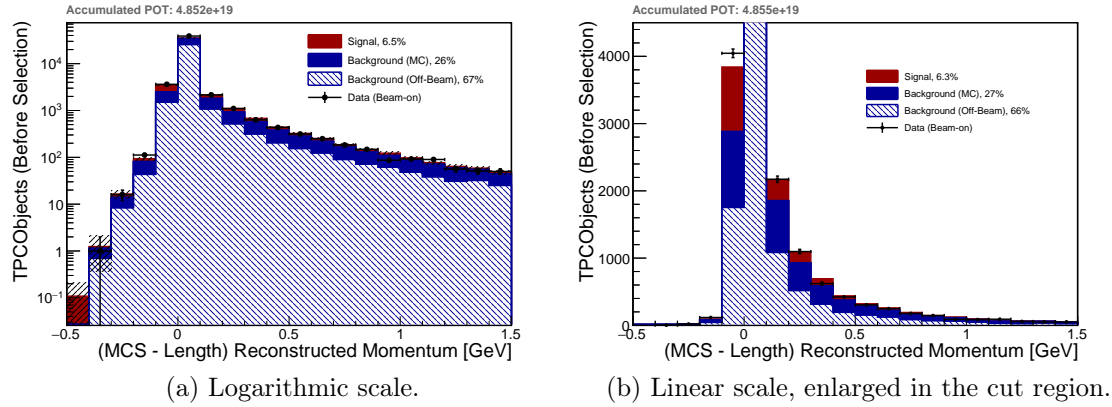 Accumulated POT: 4.852e+19
TPCObjects (Before Selection)
10⁴
10³
10²
10
1
10⁻¹
Signal, 6.5%
Background (MC), 26%
Background (Off-Beam), 67%
Data (Beam-on)
−0.5 0 0.5 1 1.5
(MCS - Length) Reconstructed Momentum [GeV]
(a) Logarithmic scale.
Accumulated POT: 4.855e+19
TPCObjects (Before Selection)
4000
3000
2000
1000
0
Signal, 6.3%
Background (MC), 27%
Background (Off-Beam), 66%
Data (Beam-on)
−0.5 0 0.5 1 1.5
(MCS - Length) Reconstructed Momentum [GeV]
(b) Linear scale, enlarged in the cut region.